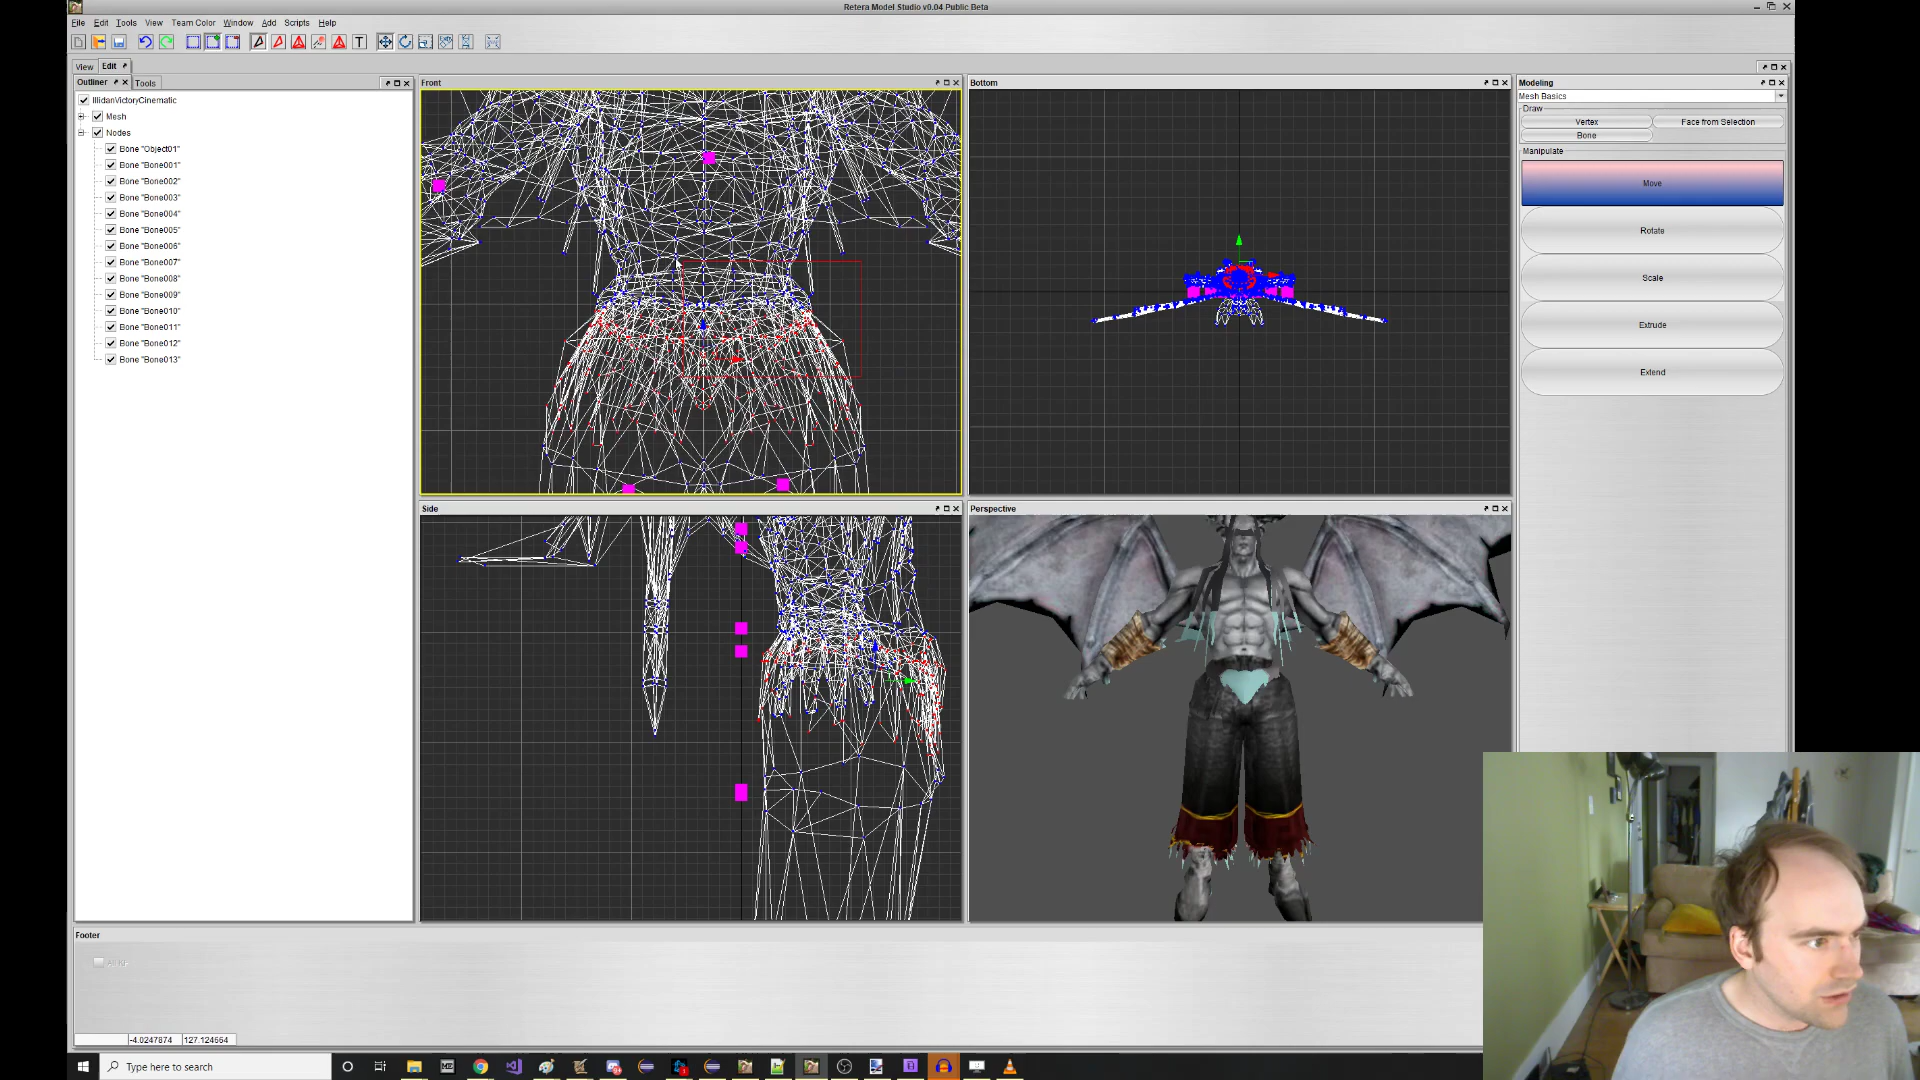 Retera Model Studio v0.04 Public Beta
File Edit Tools View Team Color Window Add Scripts Help
T
View Edit
Outliner Tools
Front
Bottom
Modeling
Mesh Basics
Draw
Vertex Face from Selection
Bone
Manipulate
Move
Rotate
Scale
Extrude
Extend
IllidanVictoryCinematic
Mesh
Nodes
Bone "Object01"
Bone "Bone001"
Bone "Bone002"
Bone "Bone003"
Bone "Bone004"
Bone "Bone005"
Bone "Bone006"
Bone "Bone007"
Bone "Bone008"
Bone "Bone009"
Bone "Bone010"
Bone "Bone011"
Bone "Bone012"
Bone "Bone013"
Side
Perspective
Footer
-4.0247874 127.124664
Type here to search